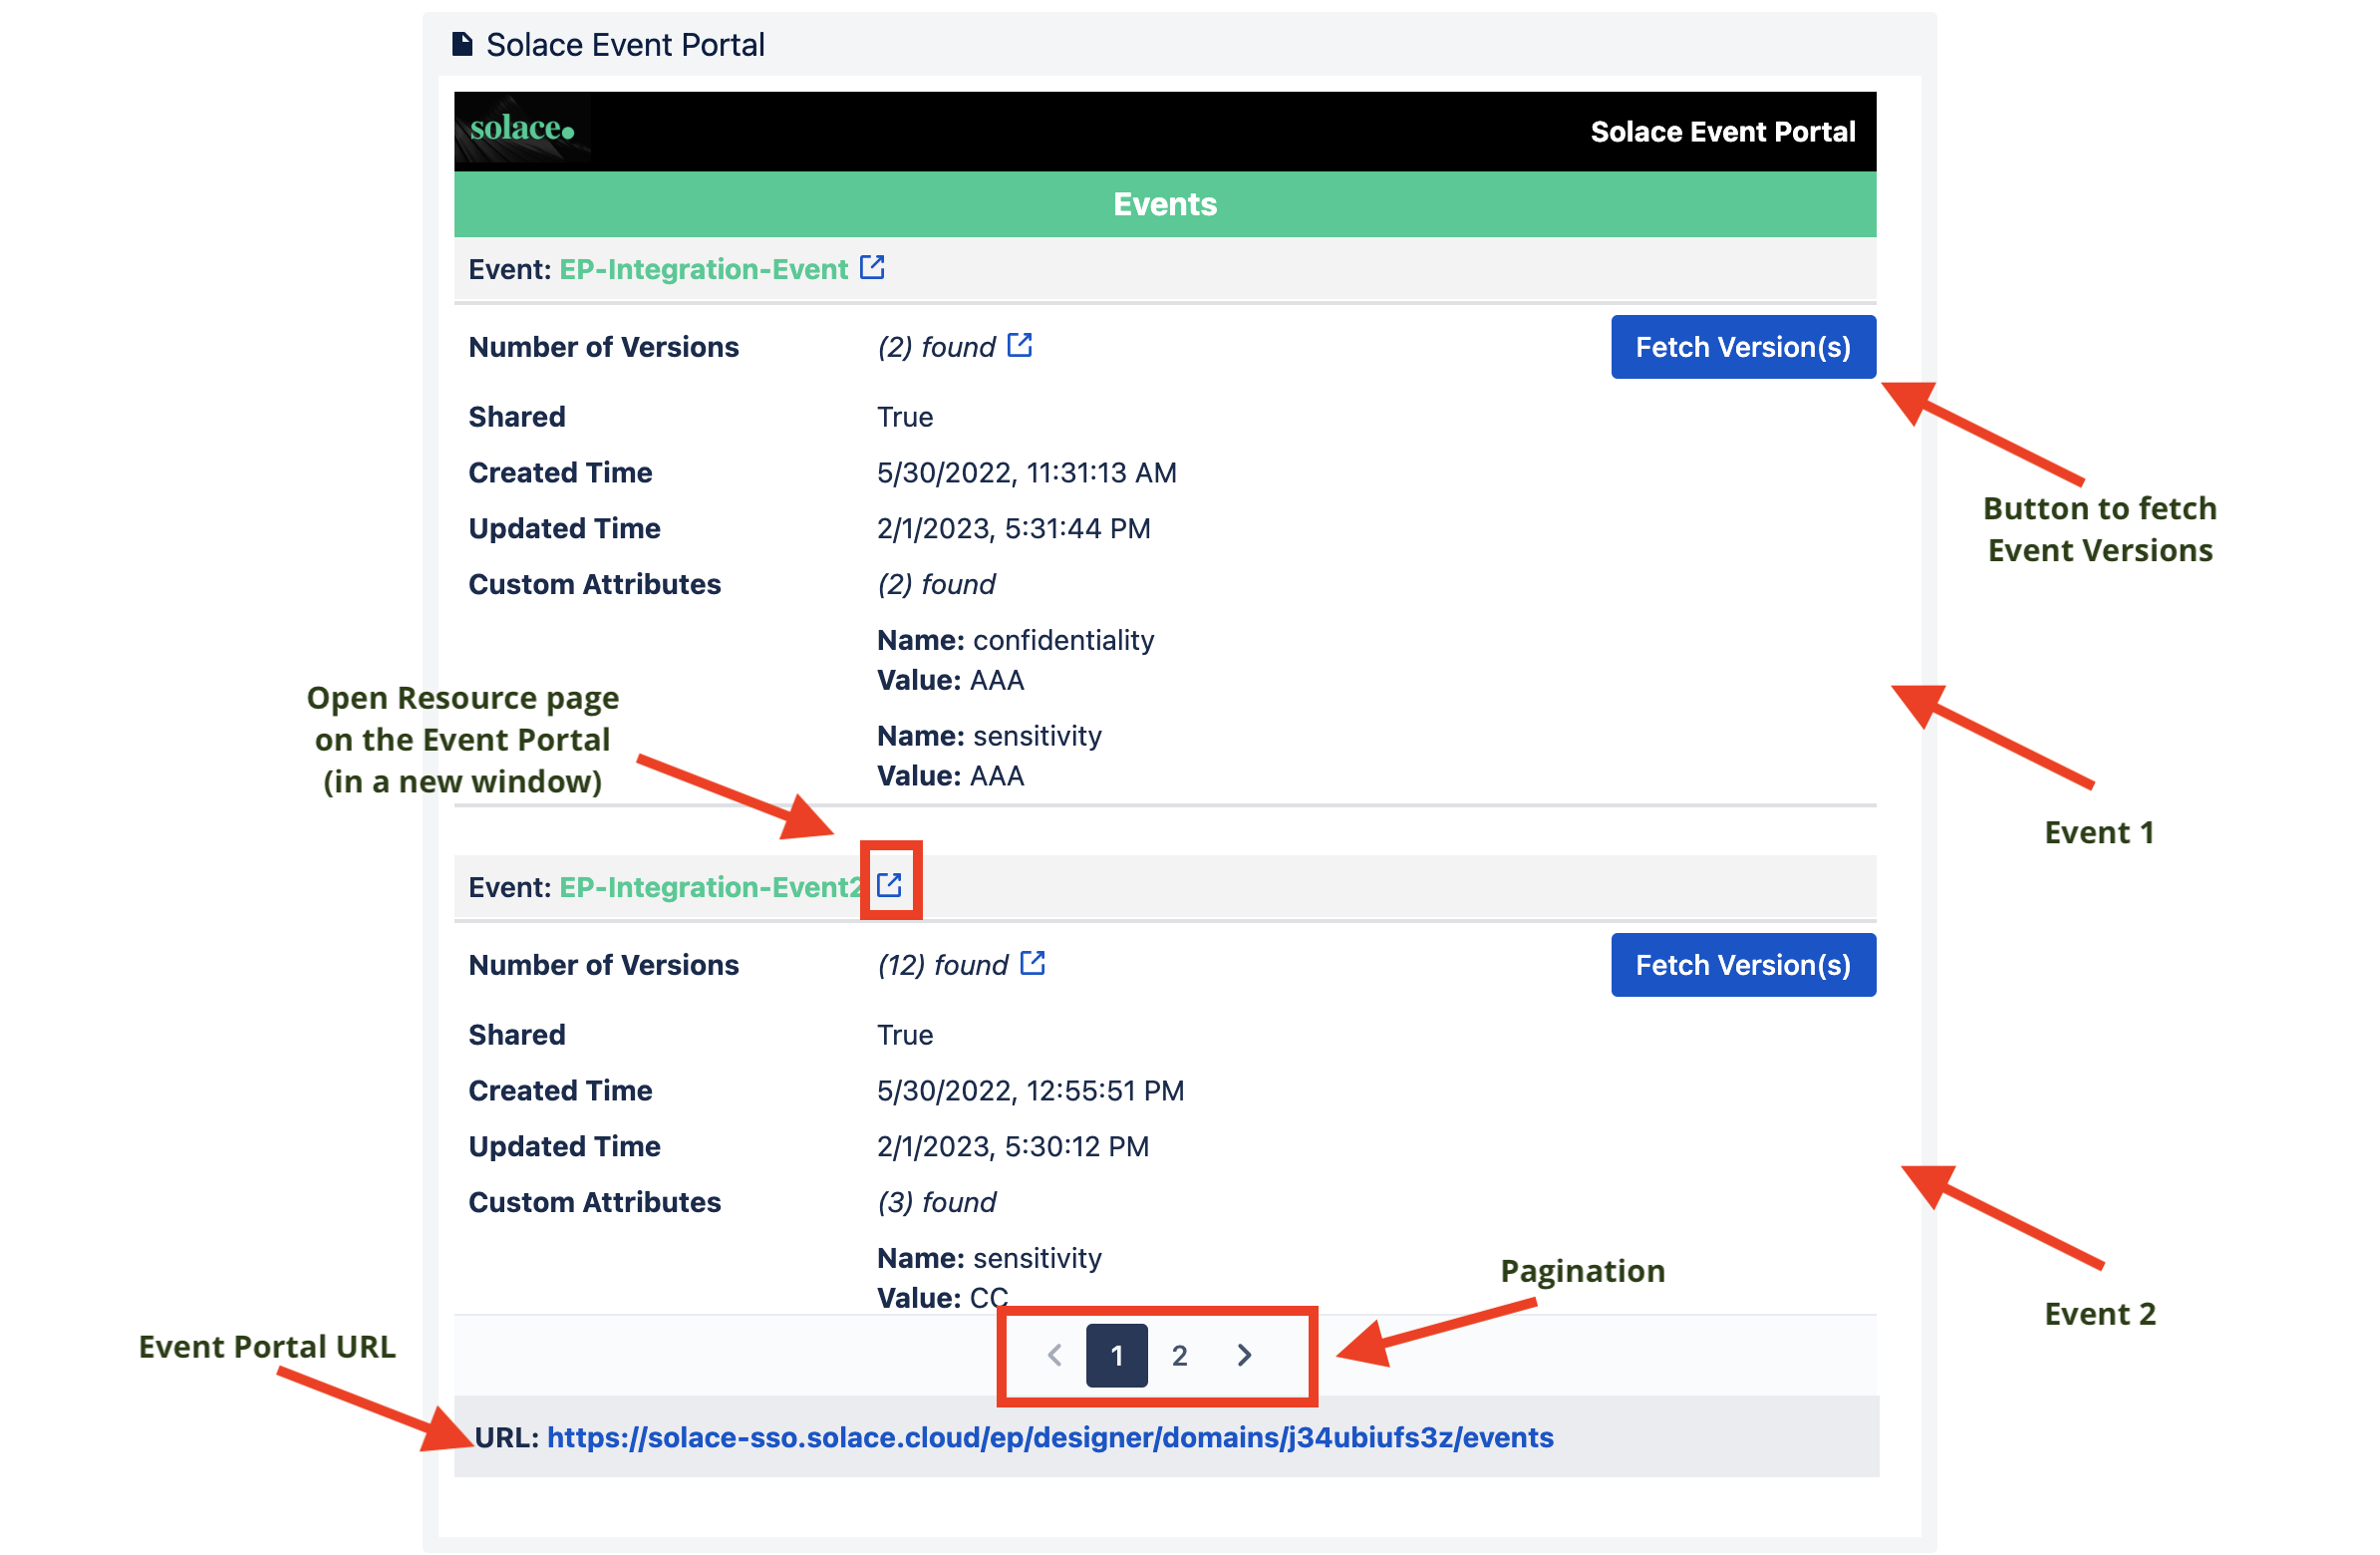 Solace Event Portal
solace.
Solace Event Portal
Events
Event: EP-Integration-Event
Number of Versions (2) found Fetch Version(s)
Shared True
Created Time 5/30/2022, 11:31:13 AM
Updated Time 2/1/2023, 5:31:44 PM
Custom Attributes (2) found
Name: confidentiality
Value: AAA
Name: sensitivity
Value: AAA
Button to fetch
Event Versions
Event 1
Open Resource page
on the Event Portal
(in a new window)
Event: EP-Integration-Event2
Number of Versions (12) found Fetch Version(s)
Shared True
Created Time 5/30/2022, 12:55:51 PM
Updated Time 2/1/2023, 5:30:12 PM
Custom Attributes (3) found
Name: sensitivity
Value: CC
Event 2
Pagination
1 2
Event Portal URL
URL: https://solace-sso.solace.cloud/ep/designer/domains/j34ubiufs3z/events